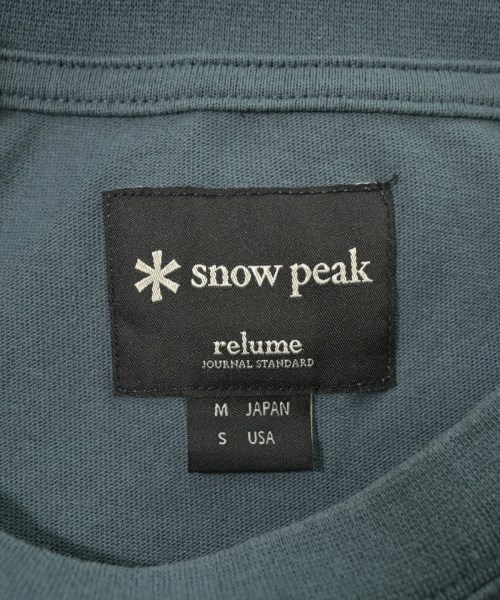 snow peak
relume
JOURNAL STANDARD
M JAPAN
S USA